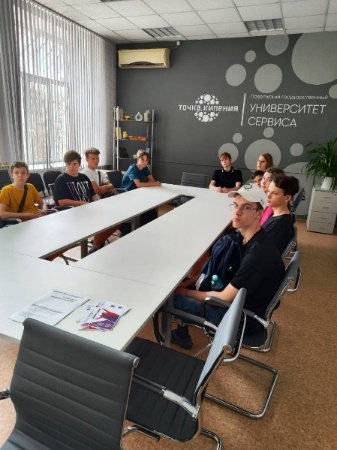 точка кипения
Поволжский государственный
УНИВЕРСИТЕТ
СЕРВИСА